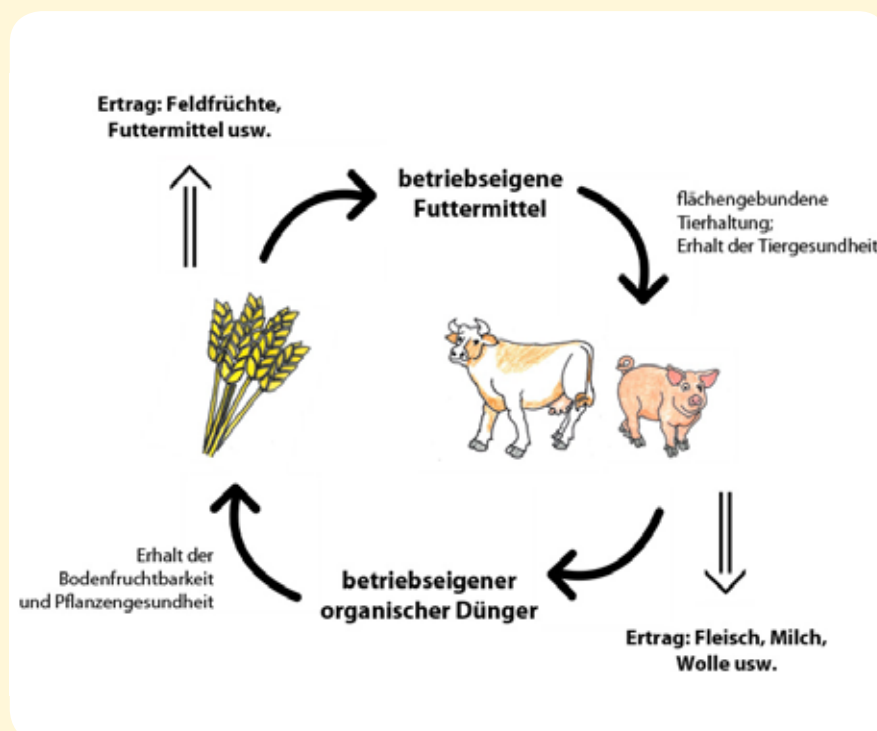 Ertrag: Feldfrüchte,
Futtermittel usw.
betriebseigene
Futtermittel
flächengebundene
Tierhaltung;
Erhalt der Tiergesundheit
Erhalt der
Bodenfruchtbarkeit
und Pflanzengesundheit
betriebseigener
organischer Dünger
Ertrag: Fleisch, Milch,
Wolle usw.